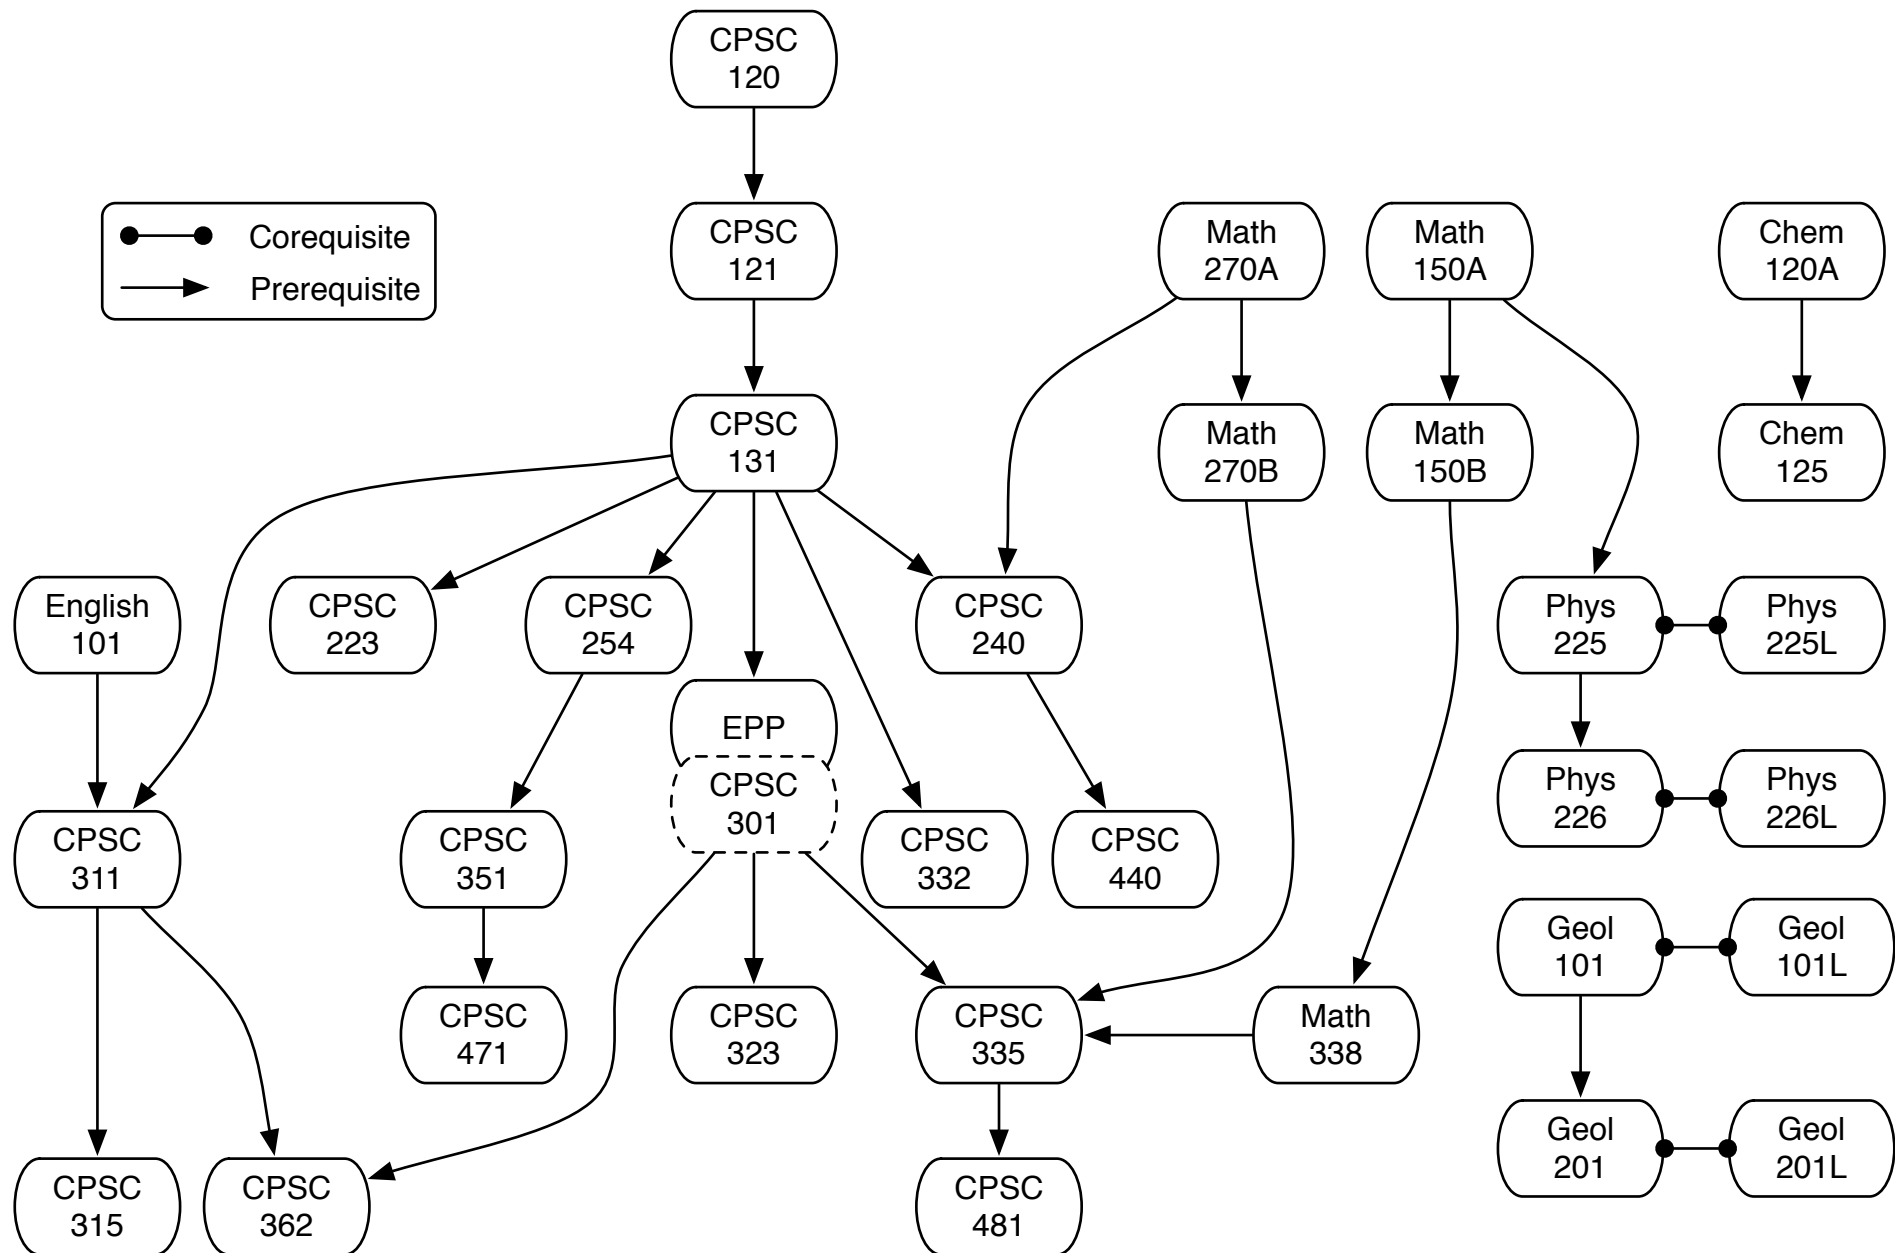 CPSC
120
Corequisite
Prerequisite
CPSC
121
Math
270A
Math
150A
Chem
120A
CPSC
131
Math
270B
Math
150B
Chem
125
English
101
CPSC
223
CPSC
254
CPSC
240
Phys
225
Phys
225L
EPP
CPSC
301
Phys
226
Phys
226L
CPSC
311
CPSC
351
CPSC
332
CPSC
440
Geol
101
Geol
101L
CPSC
471
CPSC
323
CPSC
335
Math
338
Geol
201
Geol
201L
CPSC
315
CPSC
362
CPSC
481